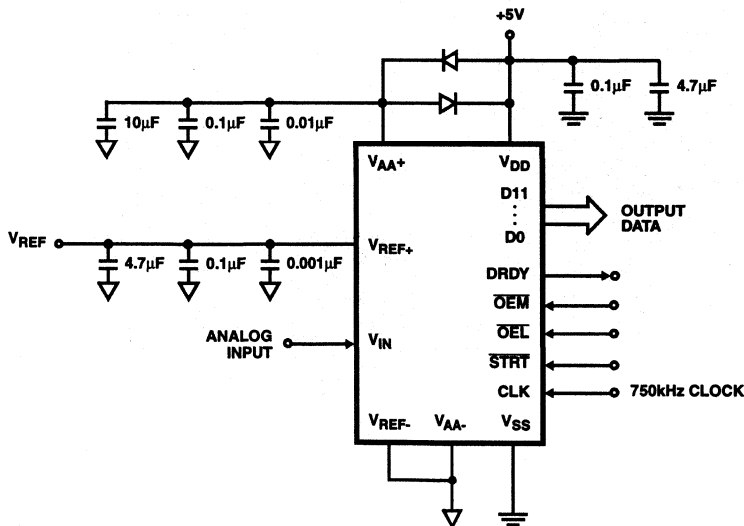 +5V
0.1µF
4.7µF
10µF
0.1µF
0.01µF
VAA+
VDD
D11
D0
OUTPUT
DATA
VREF
VREF+
4.7µF
0.1µF
0.001µF
DRDY
OEM
OEL
ANALOG
INPUT
VIN
STRT
CLK
750kHz CLOCK
VREF-
VAA-
VSS